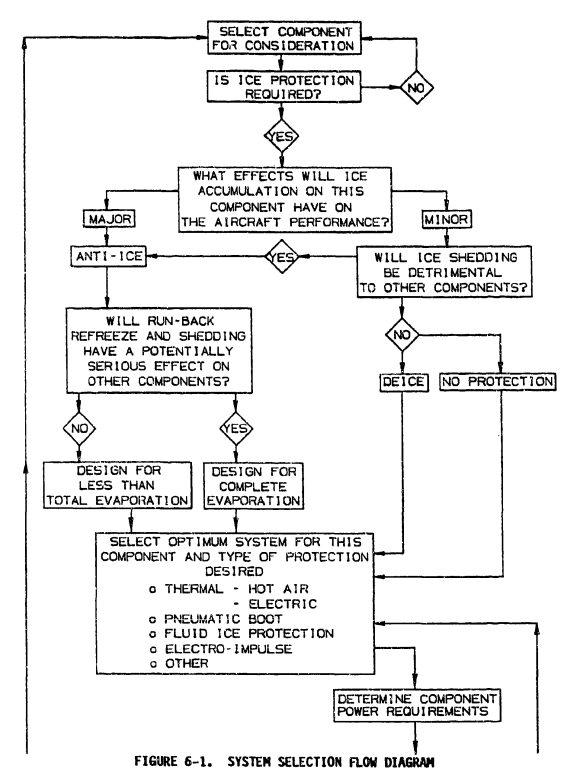 SELECT COMPONENT
FOR CONSIDERATION
IS ICE PROTECTION
REQUIRED?
NO
YES
WHAT EFFECTS WILL ICE
ACCUMULATION ON THIS
COMPONENT HAVE ON
THE AIRCRAFT PERFORMANCE?
MAJOR
MINOR
ANTI-ICE
YES
WILL ICE SHEDDING
BE DETRIMENTAL
TO OTHER COMPONENTS?
WILL RUN-BACK
REFREEZE AND SHEDDING
HAVE A POTENTIALLY
SERIOUS EFFECT ON
OTHER COMPONENTS?
NO
DEICE
NO PROTECTION
NO
YES
DESIGN FOR
LESS THAN
TOTAL EVAPORATION
DESIGN FOR
COMPLETE
EVAPORATION
SELECT OPTIMUM SYSTEM FOR THIS
COMPONENT AND TYPE OF PROTECTION
DESIRED
o THERMAL - HOT AIR
- ELECTRIC
o PNEUMATIC BOOT
o FLUID ICE PROTECTION
o ELECTRO-IMPULSE
o OTHER
DETERMINE COMPONENT
POWER REQUIREMENTS
FIGURE 6-1. SYSTEM SELECTION FLOW DIAGRAM